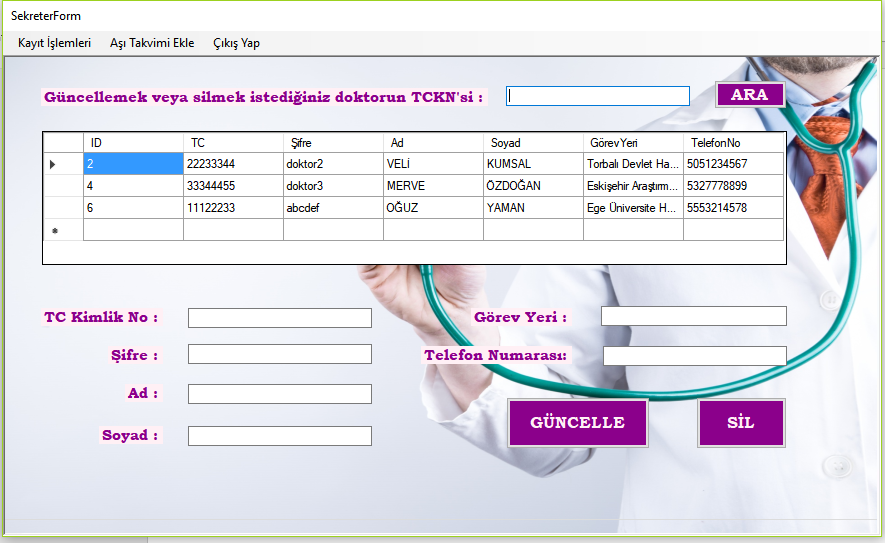 SekreterForm
Kayıt İşlemleri Aşı Takvimi Ekle Çıkış Yap
Güncellemek veya silmek istediğiniz doktorun TCKN'si : ARA
ID TC Şifre Ad Soyad GörevYeri TelefonNo
2 22233344 doktor2 VELİ KUMSAL Torbalı Devlet Ha... 5051234567
4 33344455 doktor3 MERVE ÖZDOĞAN Eskişehir Araştırm... 5327778899
6 11122233 abcdef OĞUZ YAMAN Ege Üniversite H... 5553214578
TC Kimlik No : Görev Yeri :
Şifre : Telefon Numarası:
Ad :
Soyad : GÜNCELLE SİL